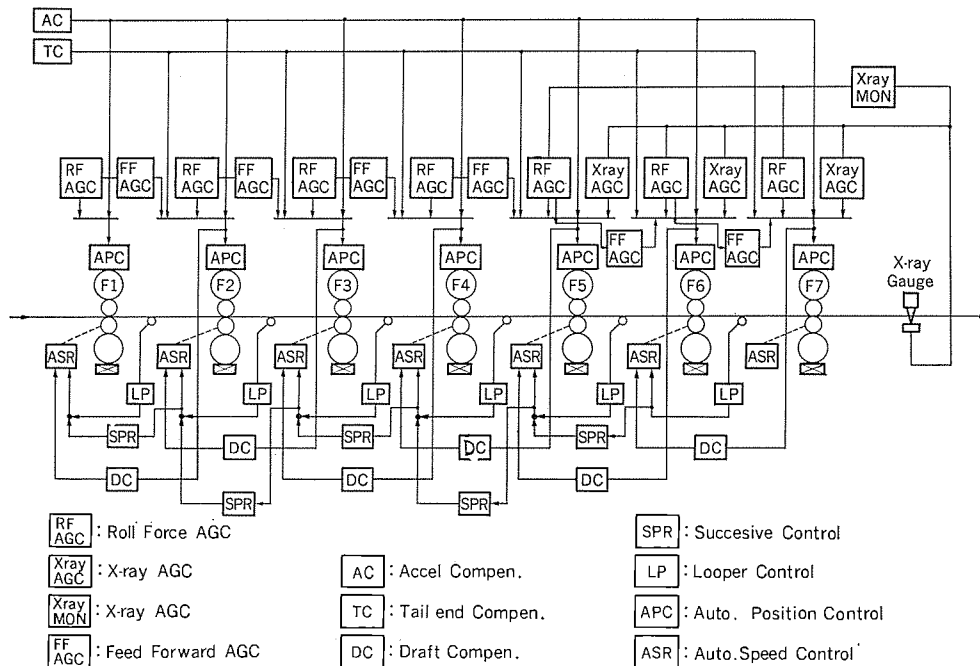 AC
TC
Xray
MON
RF
AGC
FF
AGC
RF
AGC
FF
AGC
RF
AGC
FF
AGC
RF
AGC
FF
AGC
RF
AGC
Xray
AGC
RF
AGC
Xray
AGC
RF
AGC
Xray
AGC
FF
AGC
FF
AGC
APC
APC
APC
APC
APC
APC
APC
X-ray
Gauge
F1
F2
F3
F4
F5
F6
F7
ASR
ASR
ASR
ASR
ASR
ASR
ASR
LP
LP
LP
LP
LP
LP
SPR
SPR
SPR
DC
DC
DC
DC
DC
DC
SPR
SPR
RF
AGC : Roll Force AGC
Xray
AGC : X-ray AGC
Xray
MON : X-ray AGC
FF
AGC : Feed Forward AGC
AC : Accel Compen.
TC : Tail end Compen.
DC : Draft Compen.
SPR : Succesive Control
LP : Looper Control
APC : Auto. Position Control
ASR : Auto.Speed Control